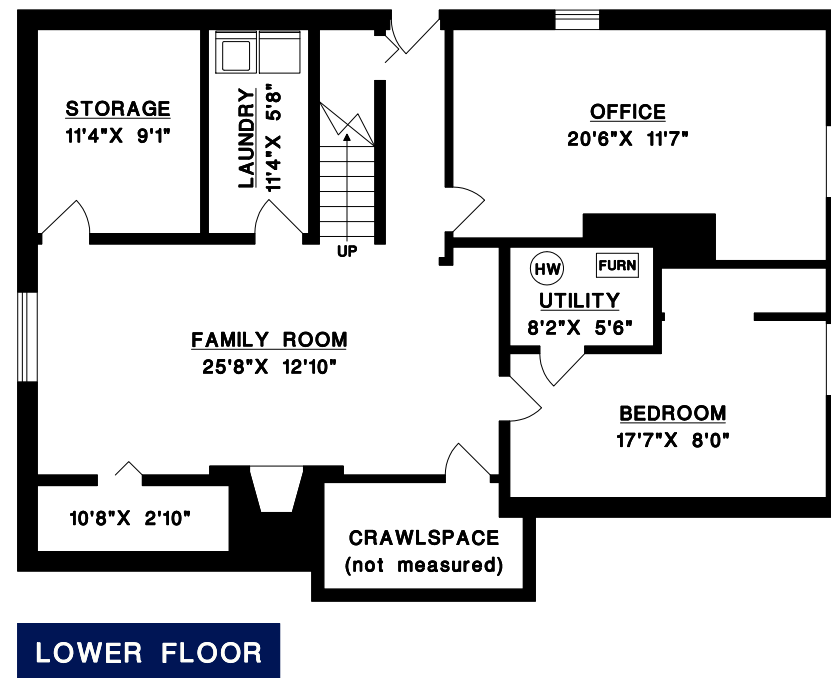 STORAGE
11'4"X 9'1"
LAUNDRY
11'4"X 5'8"
UP
OFFICE
20'6"X 11'7"
HW
FURN
UTILITY
8'2"X 5'6"
FAMILY ROOM
25'8"X 12'10"
BEDROOM
17'7"X 8'0"
10'8"X 2'10"
CRAWLSPACE
(not measured)
LOWER FLOOR